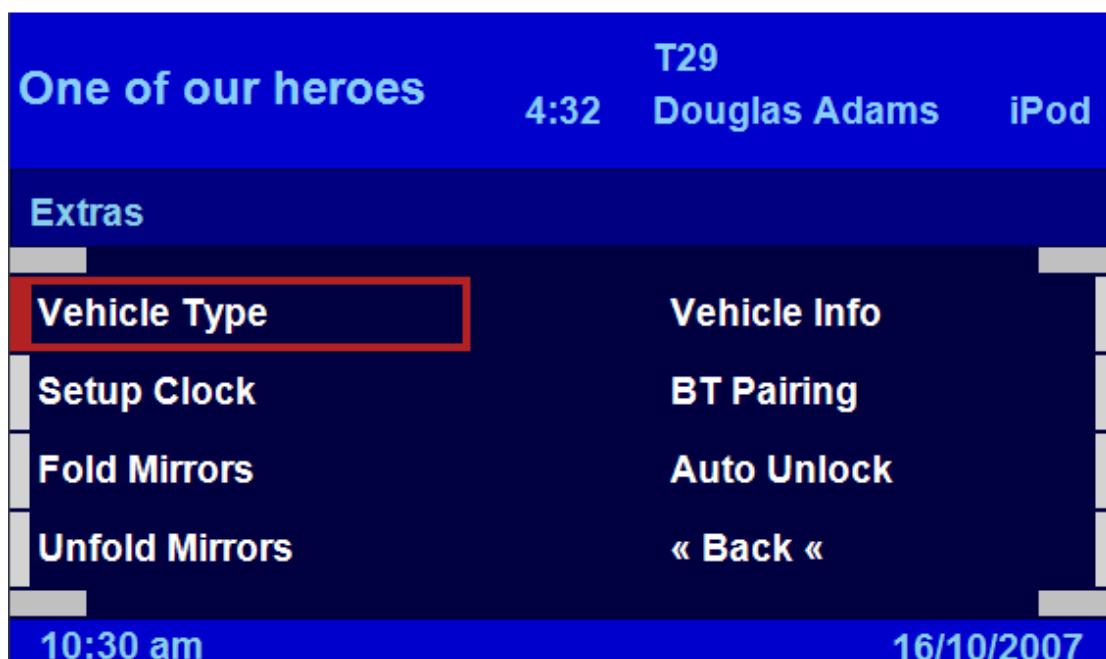 One of our heroes
T29
4:32 Douglas Adams iPod
Extras
Vehicle Type Vehicle Info
Setup Clock BT Pairing
Fold Mirrors Auto Unlock
Unfold Mirrors « Back «
10:30 am 16/10/2007